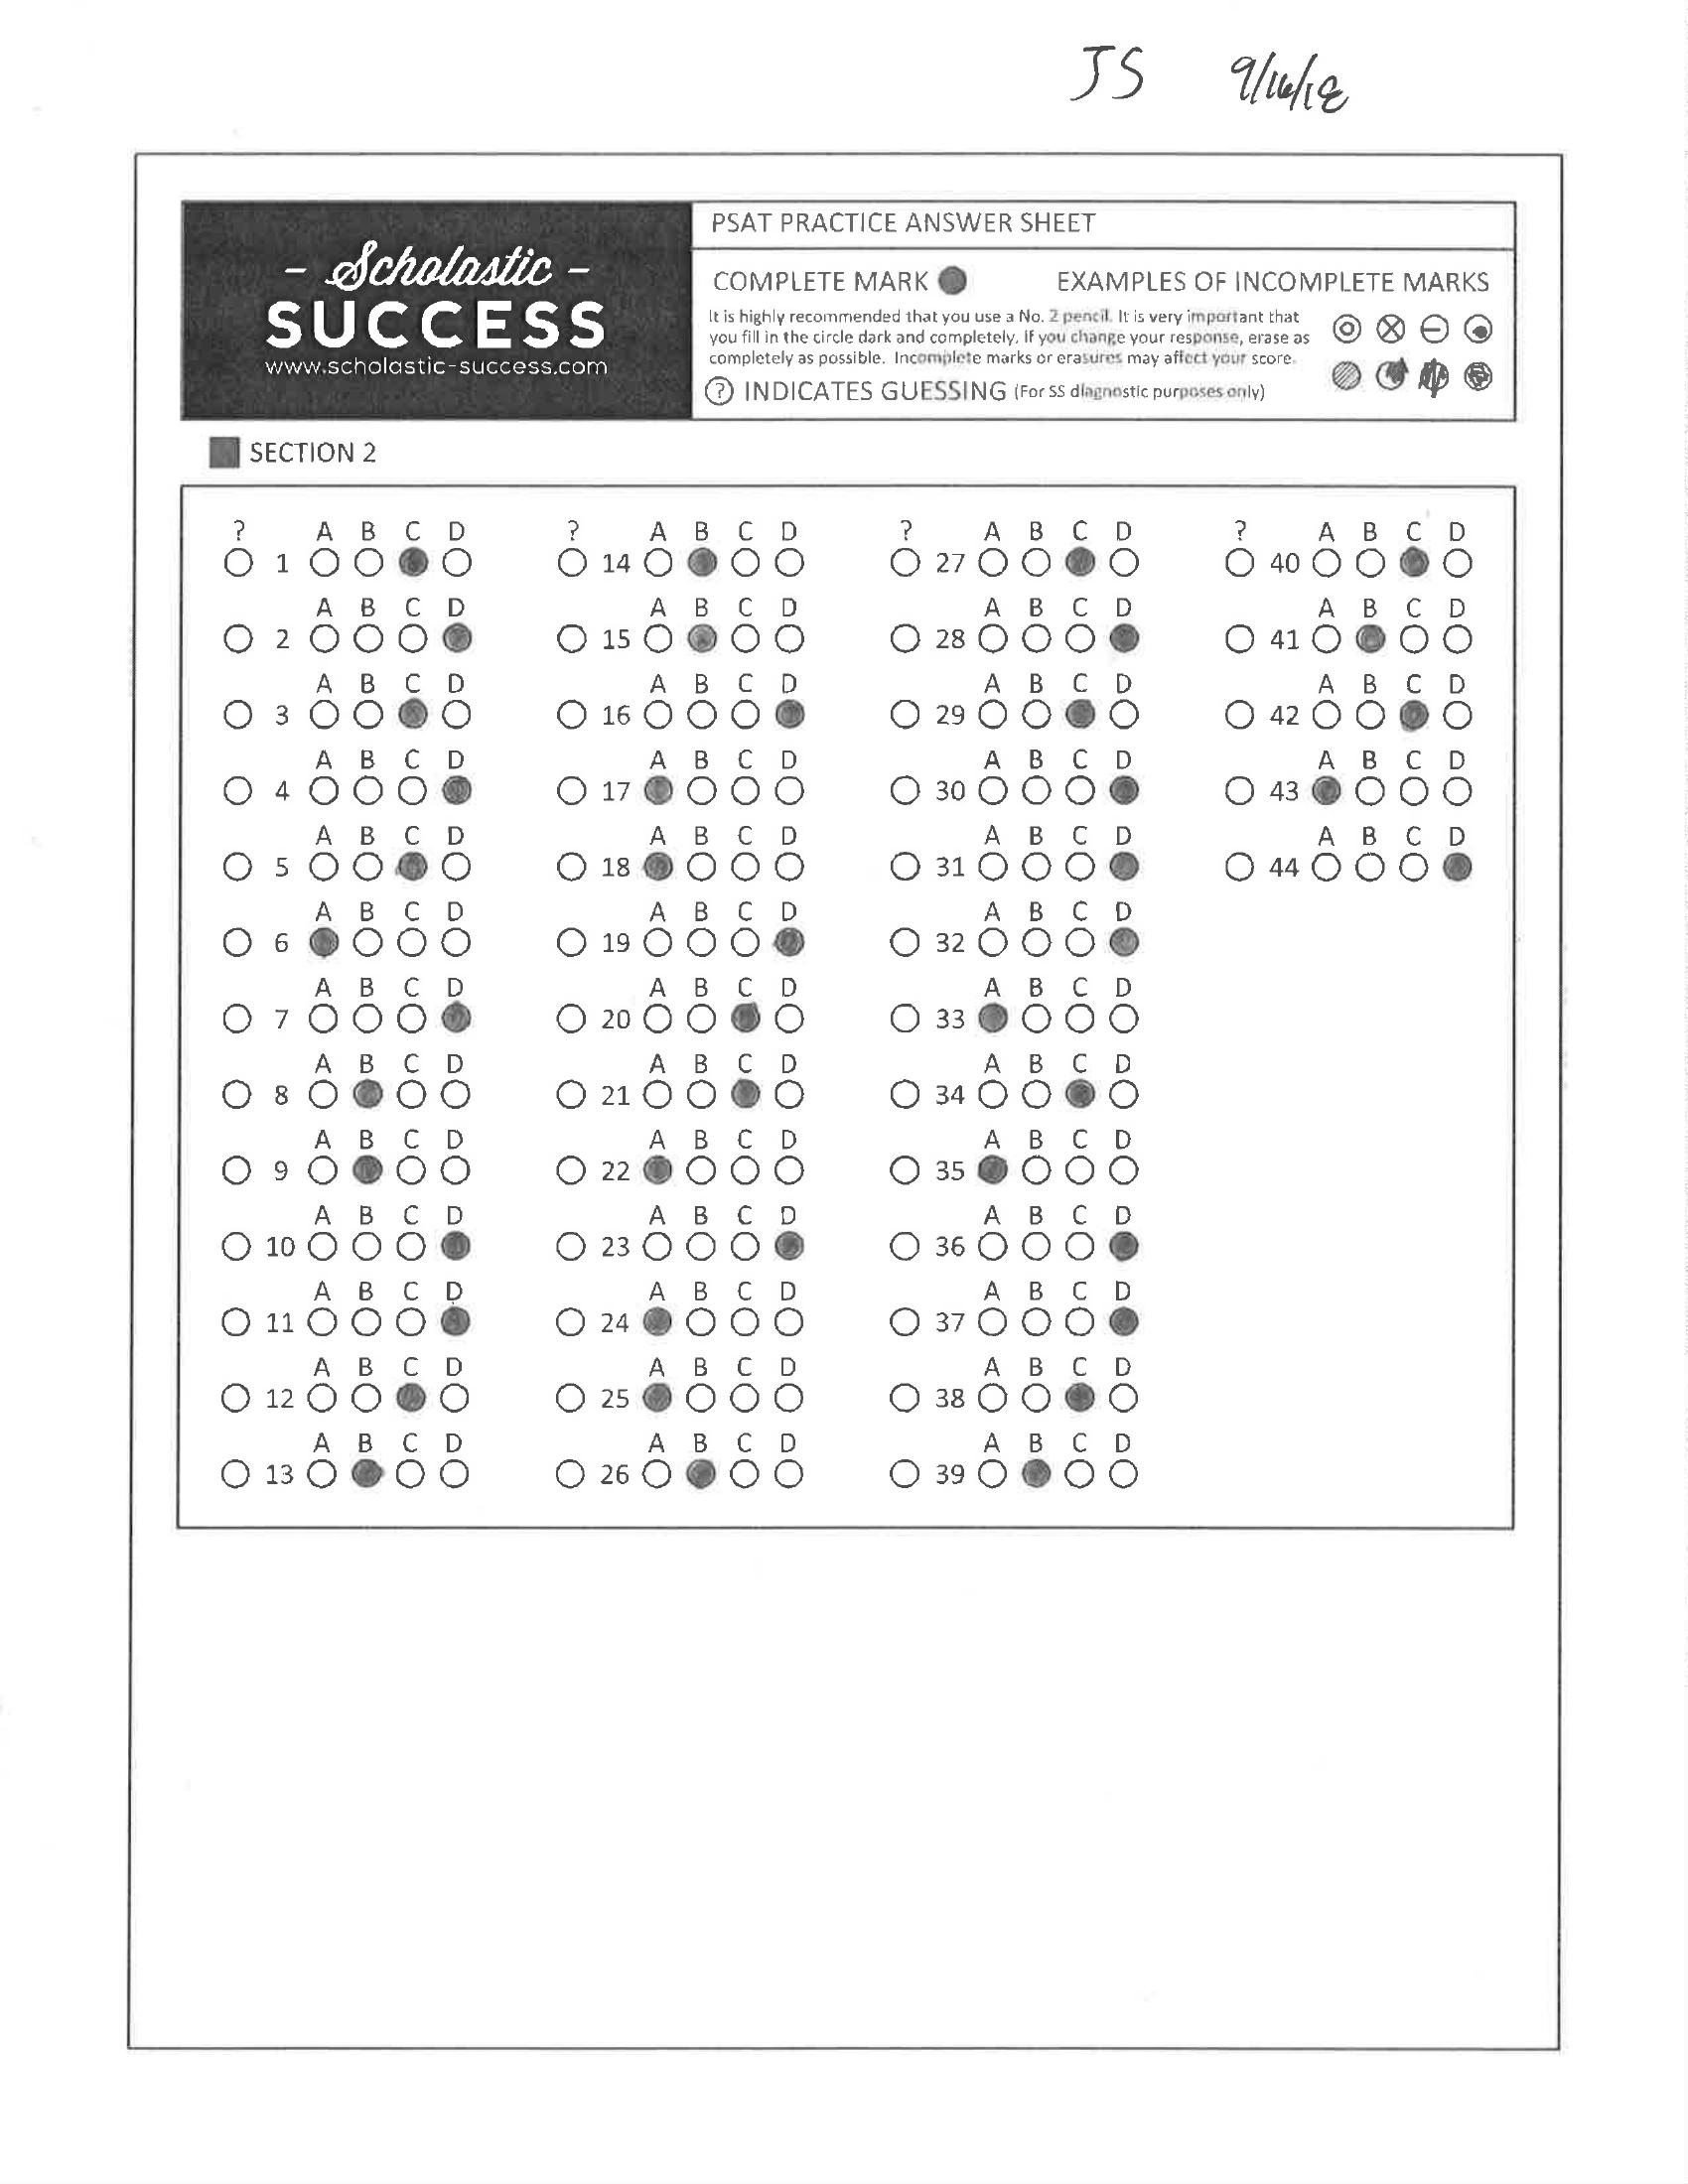 JS 9/16/18
PSAT PRACTICE ANSWER SHEET
- Scholastic -
SUCCESS
www.scholastic-success.com
COMPLETE MARK
EXAMPLES OF INCOMPLETE MARKS
It is highly recommended that you use a No. 2 pencil. It is very important that
you fill in the circle dark and completely. If you change your response, erase as
completely as possible. Incomplete marks or erasures may affect your score.
? INDICATES GUESSING (For SS diagnostic purposes only)
SECTION 2
? A B C D ? A B C D ? A B C D ? A B C D
1 14 27 40
A B C D A B C D A B C D A B C D
2 15 28 41
A B C D A B C D A B C D A B C D
3 16 29 42
A B C D A B C D A B C D A B C D
4 17 30 43
A B C D A B C D A B C D A B C D
5 18 31 44
A B C D A B C D A B C D
6 19 32
A B C D A B C D A B C D
7 20 33
A B C D A B C D A B C D
8 21 34
A B C D A B C D A B C D
9 22 35
A B C D A B C D A B C D
10 23 36
A B C D A B C D A B C D
11 24 37
A B C D A B C D A B C D
12 25 38
A B C D A B C D A B C D
13 26 39